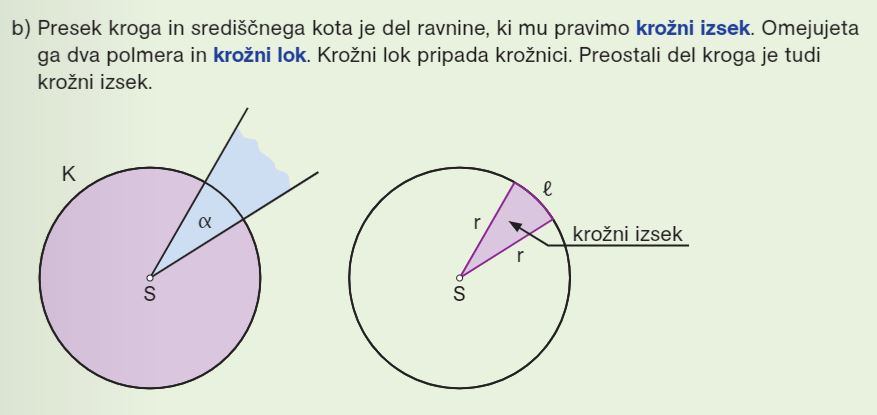 b) Presek kroga in središčnega kota je del ravnine, ki mu pravimo krožni izsek. Omejujeta
ga dva polmera in krožni lok. Krožni lok pripada krožnici. Preostali del kroga je tudi
krožni izsek.
K
α
S
ℓ
r
krožni izsek
r
S